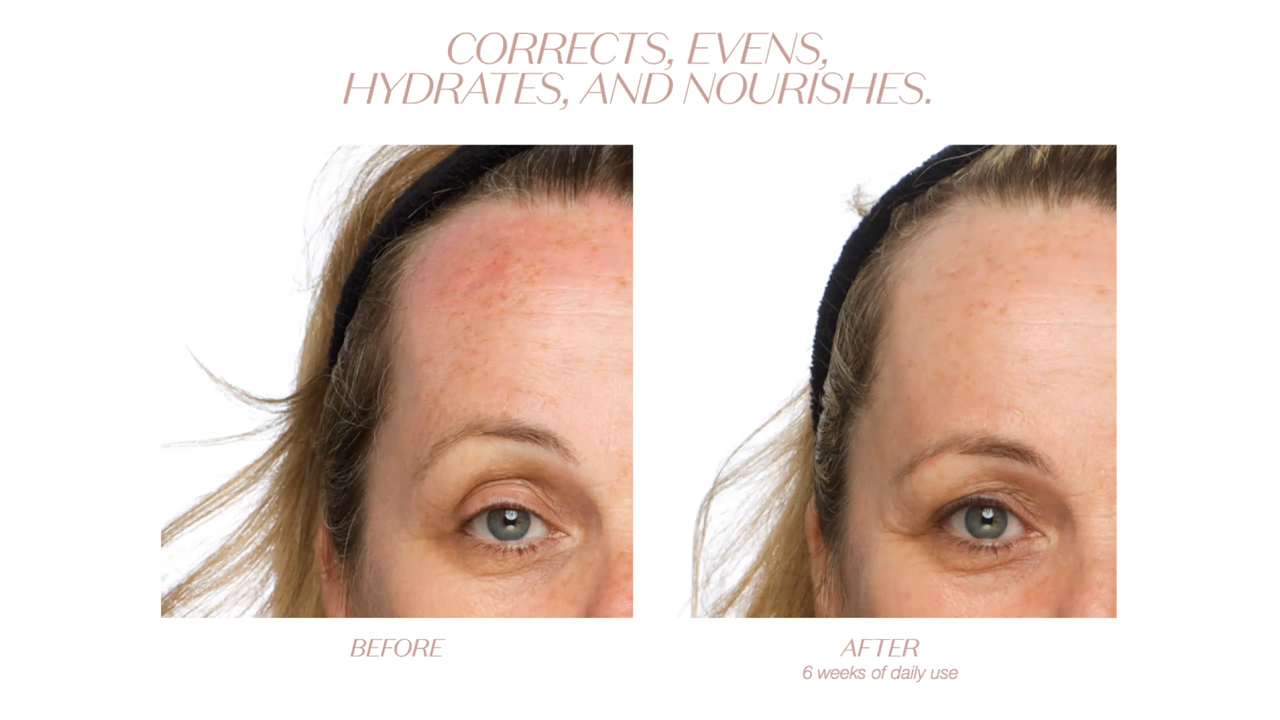 CORRECTS, EVENS,
HYDRATES, AND NOURISHES.
BEFORE
AFTER
6 weeks of daily use